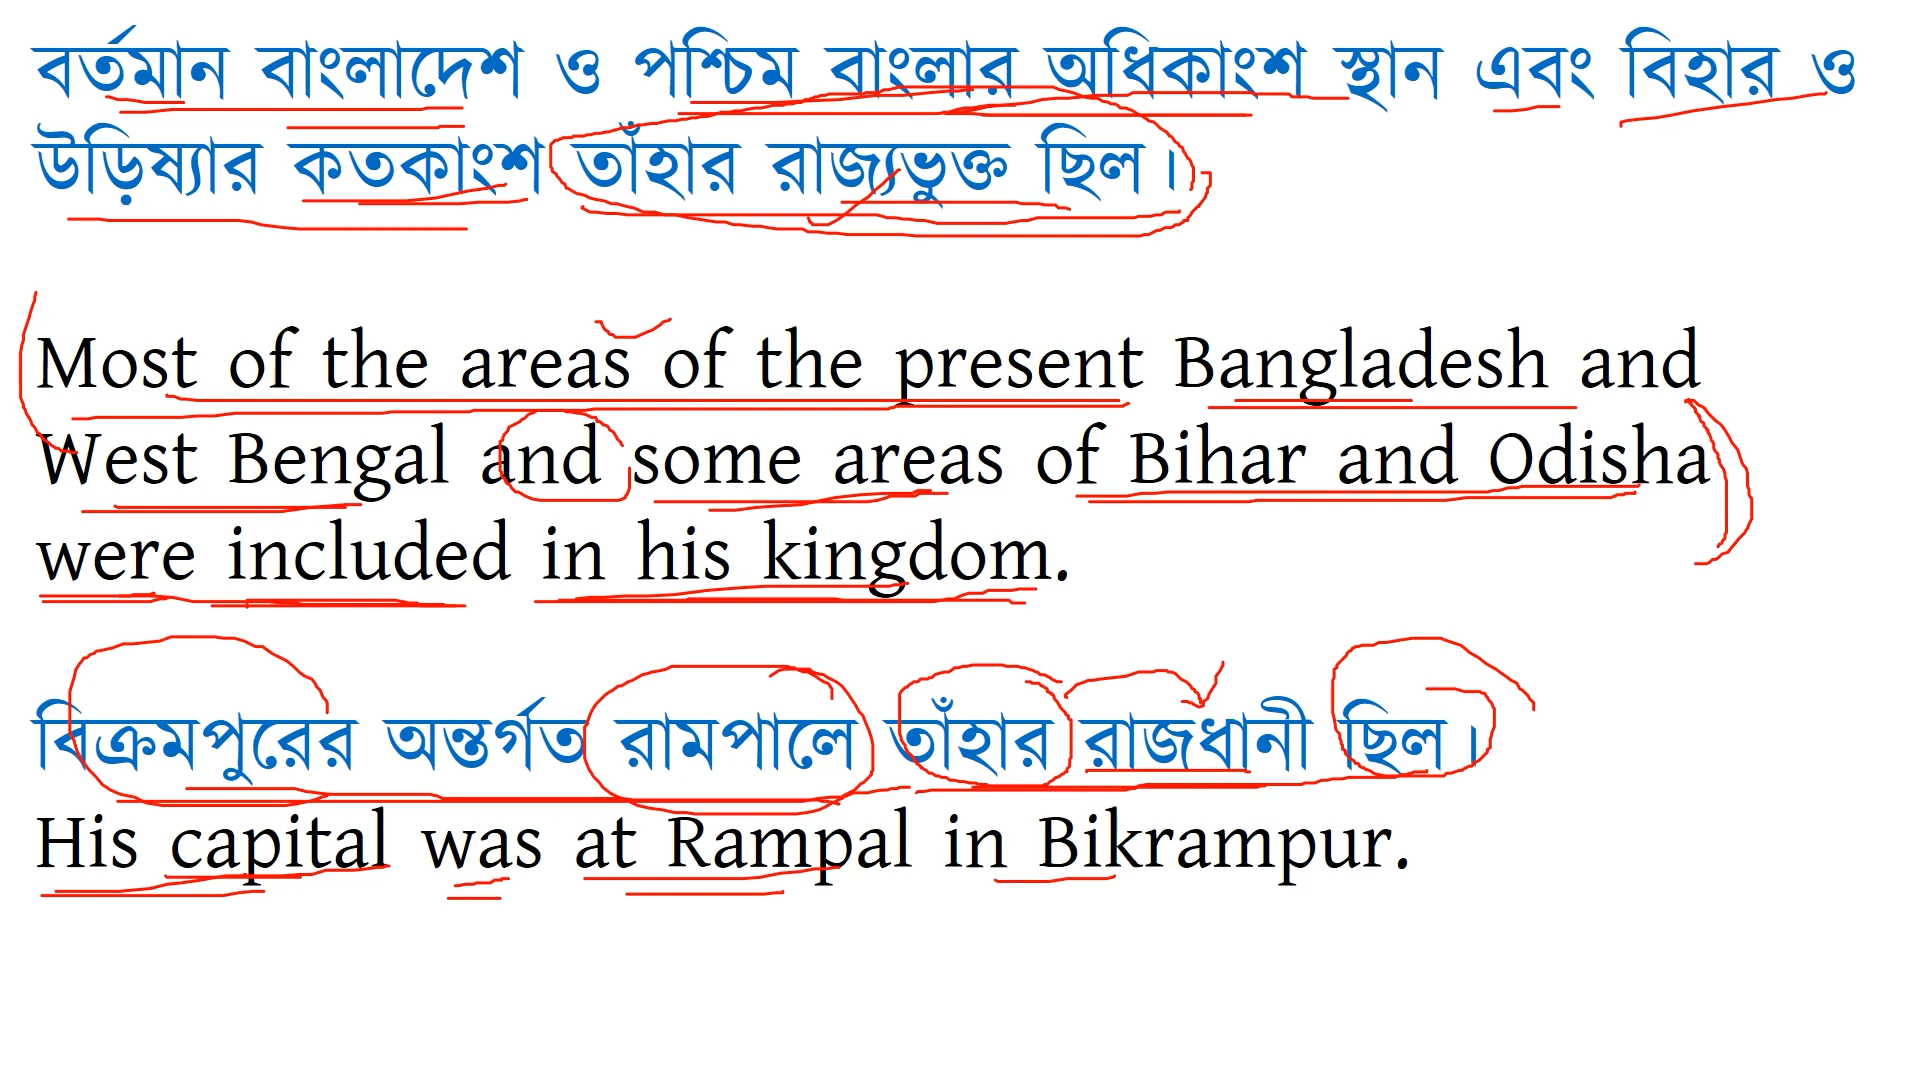 বর্তমান বাংলাদেশ ও পশ্চিম বাংলার অধিকাংশ স্থান এবং বিহার ও
উড়িষ্যার কতকাংশ তাঁহার রাজ্যভুক্ত ছিল।
Most of the areas of the present Bangladesh and
West Bengal and some areas of Bihar and Odisha
were included in his kingdom.
বিক্রমপুরের অন্তর্গত রামপালে তাঁহার রাজধানী ছিল।
His capital was at Rampal in Bikrampur.